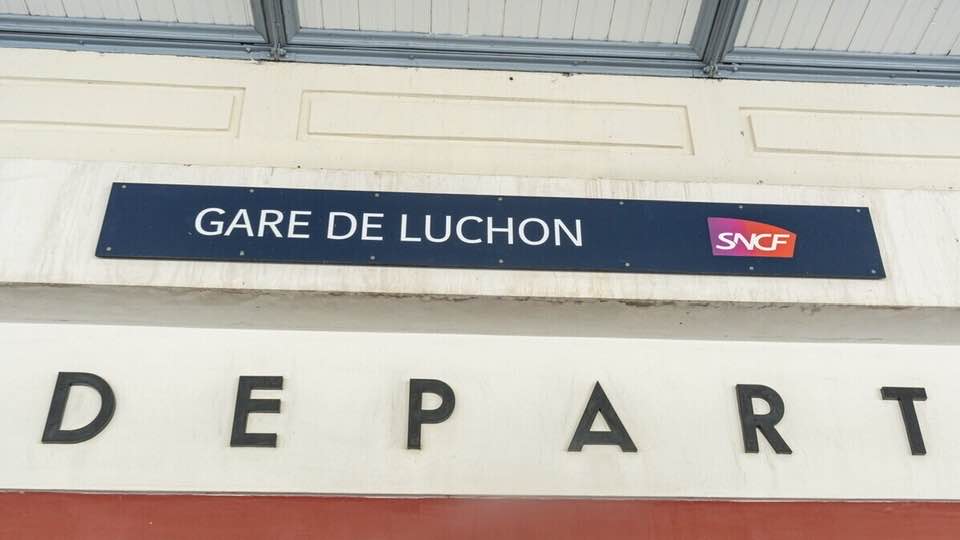 GARE DE LUCHON SNCF
DEPART